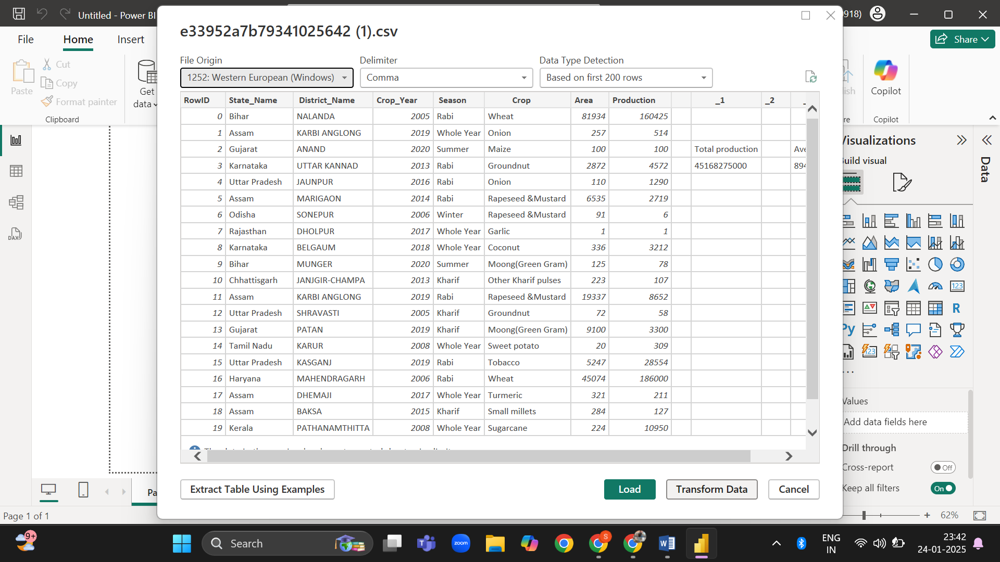 Untitled - Power BI
918)
File
Home
Insert
Share
Paste
Cut
Copy
Format painter
Clipboard
Get
data
Copilot
Copilot
e33952a7b79341025642 (1).csv
File Origin
Delimiter
Data Type Detection
1252: Western European (Windows)
Comma
Based on first 200 rows
RowID State_Name District_Name Crop_Year Season Crop Area Production _1 _2
0 Bihar NALANDA 2005 Rabi Wheat 81934 160425
1 Assam KARBI ANGLONG 2019 Whole Year Onion 257 514
2 Gujarat ANAND 2020 Summer Maize 100 100 Total production Ave
3 Karnataka UTTAR KANNAD 2013 Rabi Groundnut 2872 4572 45168275000 894
4 Uttar Pradesh JAUNPUR 2016 Rabi Onion 110 1290
5 Assam MARIGAON 2014 Rabi Rapeseed &Mustard 6535 2719
6 Odisha SONEPUR 2006 Winter Rapeseed &Mustard 91 6
7 Rajasthan DHOLPUR 2017 Whole Year Garlic 1 1
8 Karnataka BELGAUM 2018 Whole Year Coconut 336 3212
9 Bihar MUNGER 2020 Summer Moong(Green Gram) 125 78
10 Chhattisgarh JANJGIR-CHAMPA 2013 Kharif Other Kharif pulses 223 107
11 Assam KARBI ANGLONG 2019 Rabi Rapeseed &Mustard 19337 8652
12 Uttar Pradesh SHRAVASTI 2005 Kharif Groundnut 72 58
13 Gujarat PATAN 2019 Kharif Moong(Green Gram) 9100 3300
14 Tamil Nadu KARUR 2008 Whole Year Sweet potato 20 309
15 Uttar Pradesh KASGANJ 2019 Rabi Tobacco 5247 28554
16 Haryana MAHENDRAGARH 2006 Rabi Wheat 45074 186000
17 Assam DHEMAJI 2017 Whole Year Turmeric 321 211
18 Assam BAKSA 2015 Kharif Small millets 284 127
19 Kerala PATHANAMTHITTA 2008 Whole Year Sugarcane 224 10950
Extract Table Using Examples
Load
Transform Data
Cancel
Visualizations
Build visual
Data
123
R
Py
123
Values
Add data fields here
Drill through
Cross-report
Off
Keep all filters
On
DAX
Pa
Page 1 of 1
62%
9+
Search
T
zoom
S
W
ENG
IN
23:42
24-01-2025